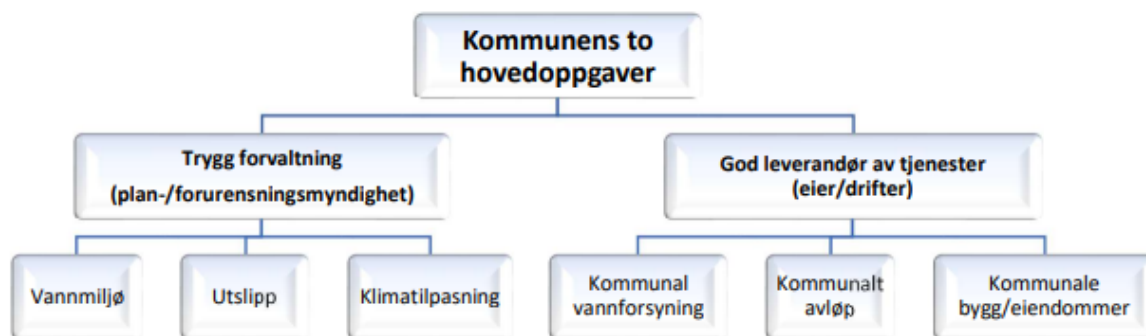 Kommunens to
hovedoppgaver
Trygg forvaltning
(plan-/forurensningsmyndighet)
God leverandør av tjenester
(eier/drifter)
Vannmiljø
Utslipp
Klimatilpasning
Kommunal
vannforsyning
Kommunalt
avløp
Kommunale
bygg/eiendommer